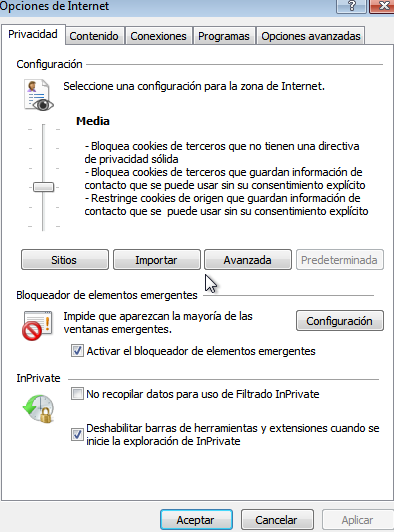 Opciones de Internet
Privacidad Contenido Conexiones Programas Opciones avanzadas
Configuración
Seleccione una configuración para la zona de Internet.
Media
- Bloquea cookies de terceros que no tienen una directiva
de privacidad sólida
- Bloquea cookies de terceros que guardan información de
contacto que se puede usar sin su consentimiento explícito
- Restringe cookies de origen que guardan información de
contacto que se puede usar sin su consentimiento explícito
Sitios Importar Avanzada Predeterminada
Bloqueador de elementos emergentes
Impide que aparezcan la mayoría de las
ventanas emergentes.
Configuración
Activar el bloqueador de elementos emergentes
InPrivate
No recopilar datos para uso de Filtrado InPrivate
Deshabilitar barras de herramientas y extensiones cuando se
inicie la exploración de InPrivate
Aceptar Cancelar Aplicar